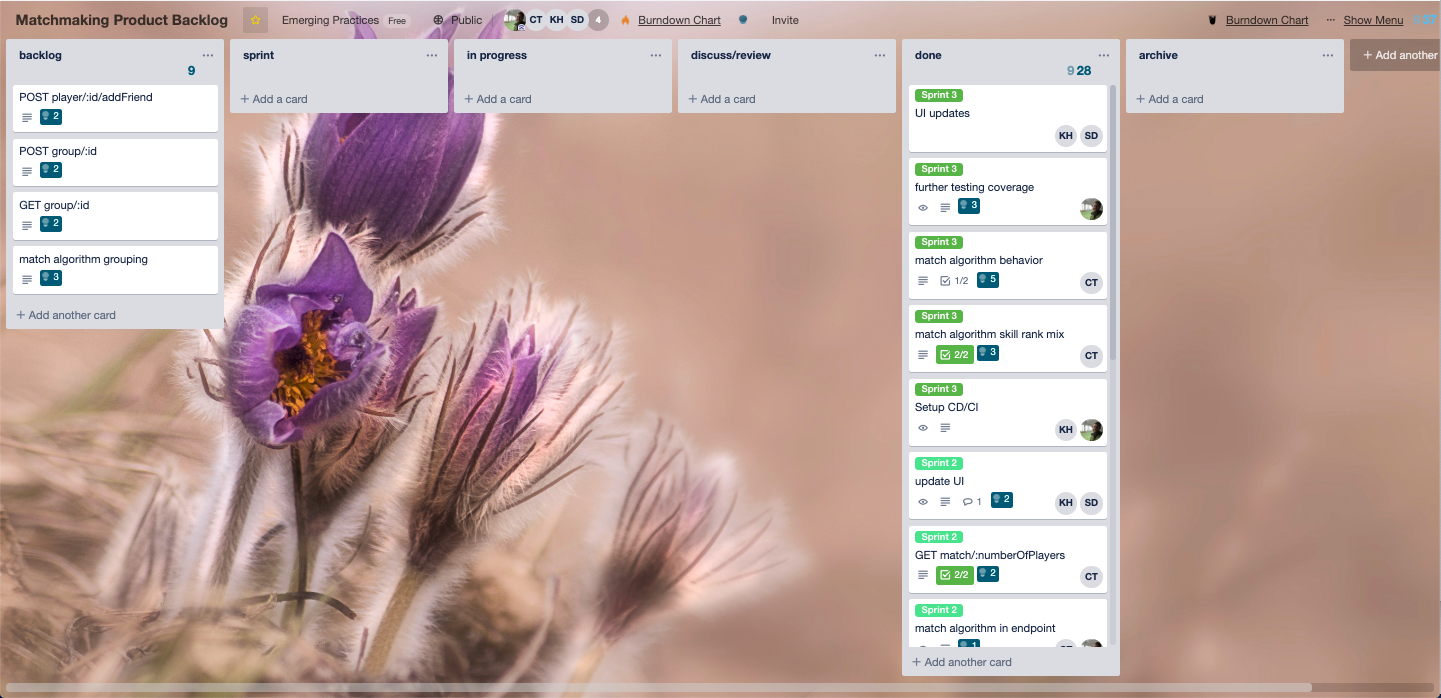 Matchmaking Product Backlog
Emerging Practices Free
Public
CT KH SD 4
Burndown Chart
Invite
Burndown Chart
··· Show Menu
37
backlog ···
9
POST player/:id/addFriend
2
POST group/:id
2
GET group/:id
2
match algorithm grouping
3
+ Add another card
sprint ···
+ Add a card
in progress ···
+ Add a card
discuss/review ···
+ Add a card
done ···
9 28
Sprint 3
UI updates
KH SD
Sprint 3
further testing coverage
3
Sprint 3
match algorithm behavior
1/2 5
CT
Sprint 3
match algorithm skill rank mix
2/2 3
CT
Sprint 3
Setup CD/CI
KH
Sprint 2
update UI
1 2
KH SD
Sprint 2
GET match/:numberOfPlayers
2/2 2
CT
Sprint 2
match algorithm in endpoint
1
+ Add another card
archive ···
+ Add a card
+ Add another